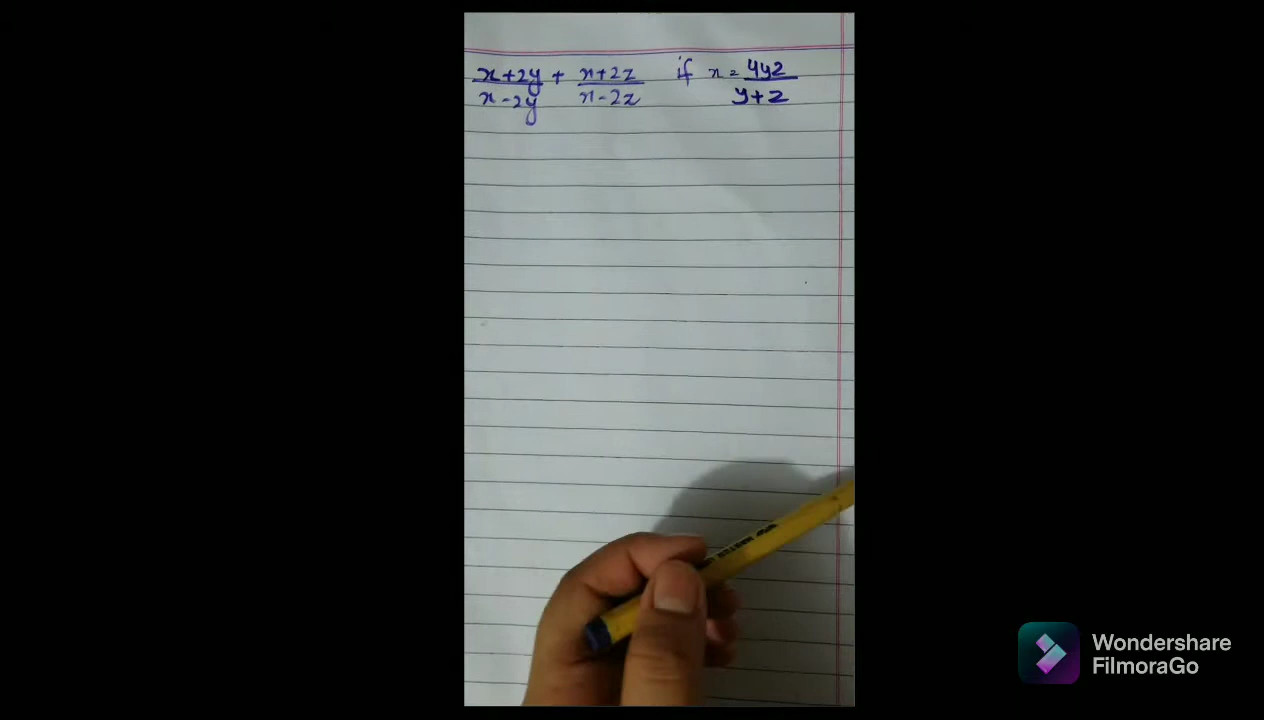 x+2y/x-2y + x+2z/x-2z if x = 4yz/y+z
Wondershare
FilmoraGo